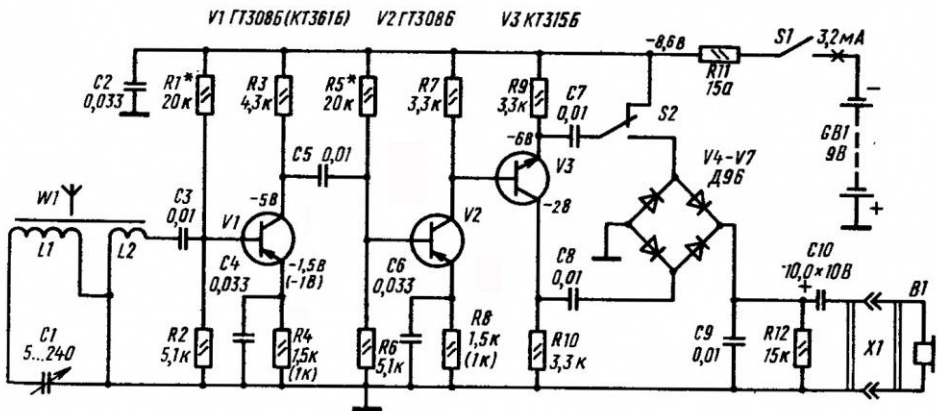 V1 ГТ308Б(КТ361Б) V2 ГТ308Б V3 КТ315Б
C2
0,033
R1*
20к
R3
4,3к
R5*
20к
R7
3,3к
R9
3,3к
C7
0,01
-8,6В
R11
S1
3,2мА
S2
-
GB1
9В
+
C5 0,01
-6В
V3
-2В
V4-V7
Д9Б
W1
L1
L2
C3
0,01
V1
-5В
-1,5В
(-1В)
C4
0,033
V2
C6
0,033
C8
0,01
C10
10,0×10В
+
B1
C1
5...240
R2
5,1к
R4
1,5к
(1к)
R6
5,1к
R8
1,5к
(1к)
R10
3,3к
C9
0,01
R12
15к
X1